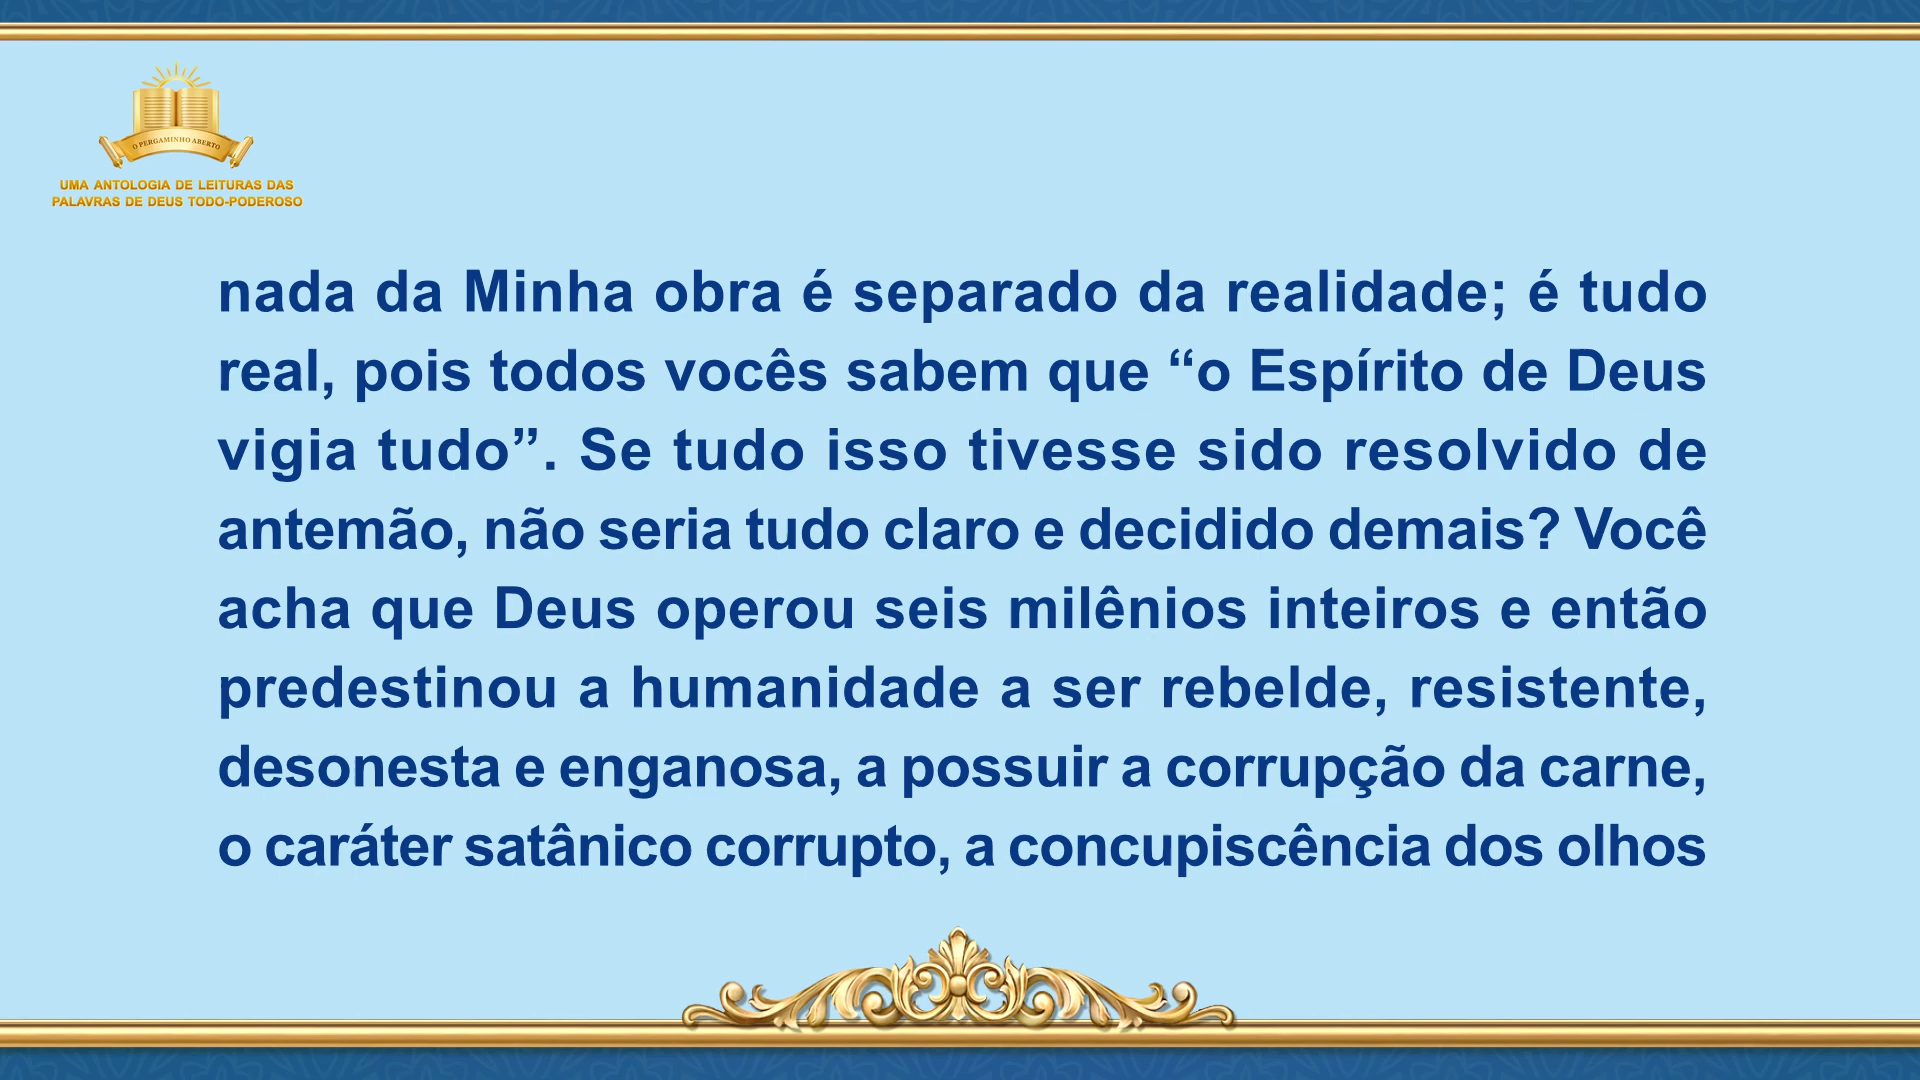 O PERGAMINHO ABERTO
UMA ANTOLOGIA DE LEITURAS DAS
PALAVRAS DE DEUS TODO-PODEROSO
nada da Minha obra é separado da realidade; é tudo
real, pois todos vocês sabem que “o Espírito de Deus
vigia tudo”. Se tudo isso tivesse sido resolvido de
antemão, não seria tudo claro e decidido demais? Você
acha que Deus operou seis milênios inteiros e então
predestinou a humanidade a ser rebelde, resistente,
desonesta e enganosa, a possuir a corrupção da carne,
o caráter satânico corrupto, a concupiscência dos olhos